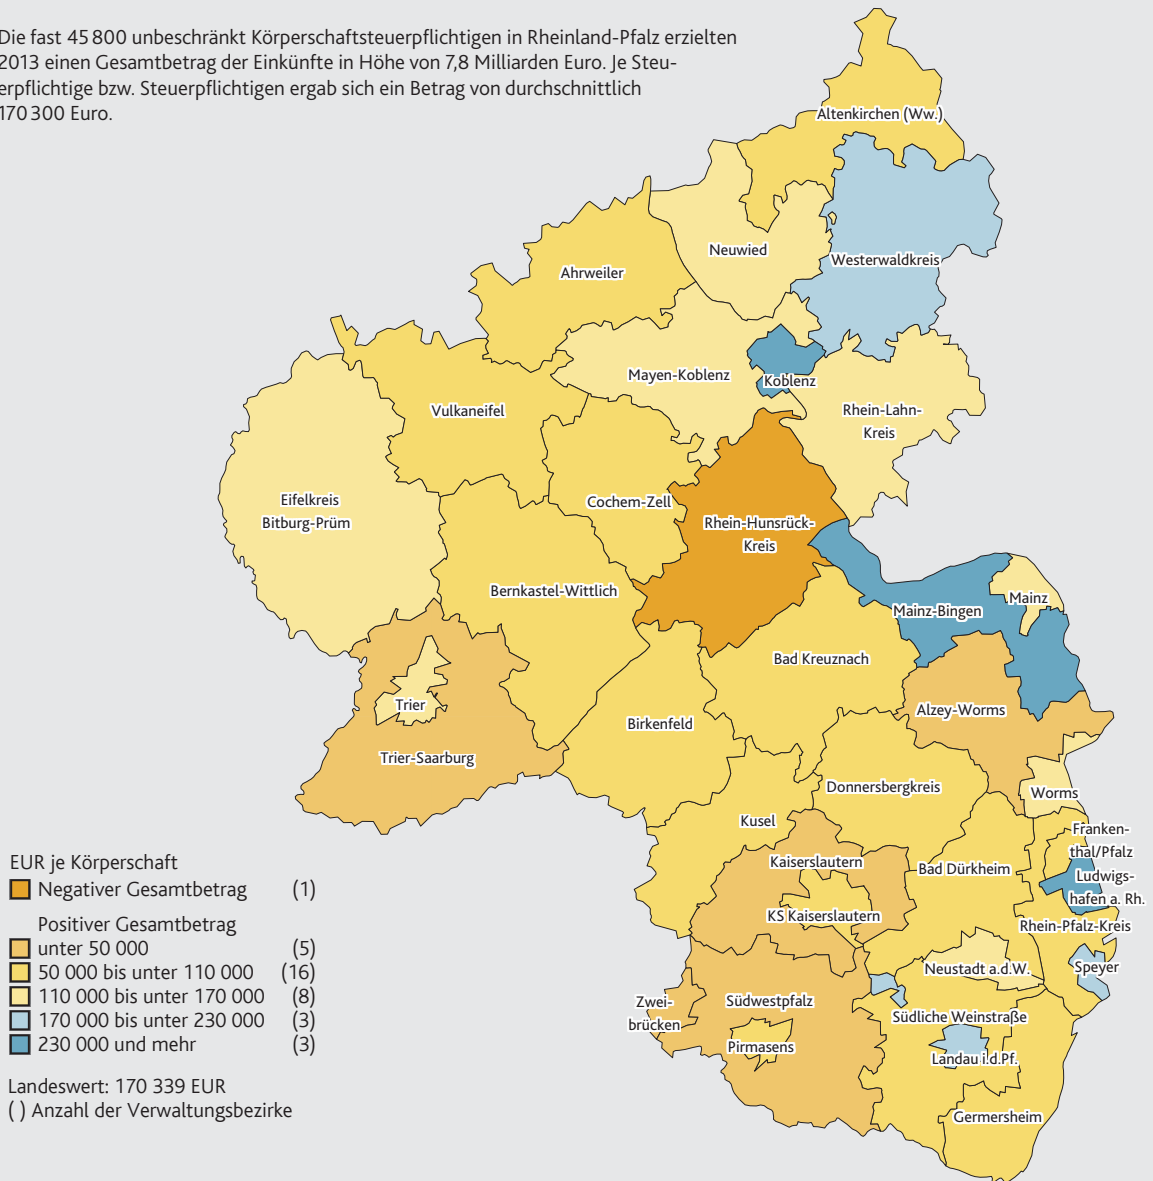 Die fast 45 800 unbeschränkt Körperschaftsteuerpflichtigen in Rheinland-Pfalz erzielten
2013 einen Gesamtbetrag der Einkünfte in Höhe von 7,8 Milliarden Euro. Je Steu-
erpflichtige bzw. Steuerpflichtigen ergab sich ein Betrag von durchschnittlich
170 300 Euro.
Altenkirchen (Ww.)
Neuwied
Westerwaldkreis
Ahrweiler
Mayen-Koblenz
Koblenz
Vulkaneifel
Rhein-Lahn-
Kreis
Eifelkreis
Bitburg-Prüm
Cochem-Zell
Rhein-Hunsrück-
Kreis
Bernkastel-Wittlich
Mainz-Bingen
Mainz
Bad Kreuznach
Trier
Birkenfeld
Alzey-Worms
Trier-Saarburg
Donnersbergkreis
Worms
Kusel
Franken-
thal/Pfalz
Kaiserslautern
Bad Dürkheim
Ludwigs-
hafen a. Rh.
KS Kaiserslautern
Rhein-Pfalz-Kreis
Neustadt a.d.W.
Speyer
Zwei-
brücken
Südwestpfalz
Südliche Weinstraße
Pirmasens
Landau i.d.Pf.
Germersheim
EUR je Körperschaft
Negativer Gesamtbetrag (1)
Positiver Gesamtbetrag
unter 50 000 (5)
50 000 bis unter 110 000 (16)
110 000 bis unter 170 000 (8)
170 000 bis unter 230 000 (3)
230 000 und mehr (3)
Landeswert: 170 339 EUR
( ) Anzahl der Verwaltungsbezirke